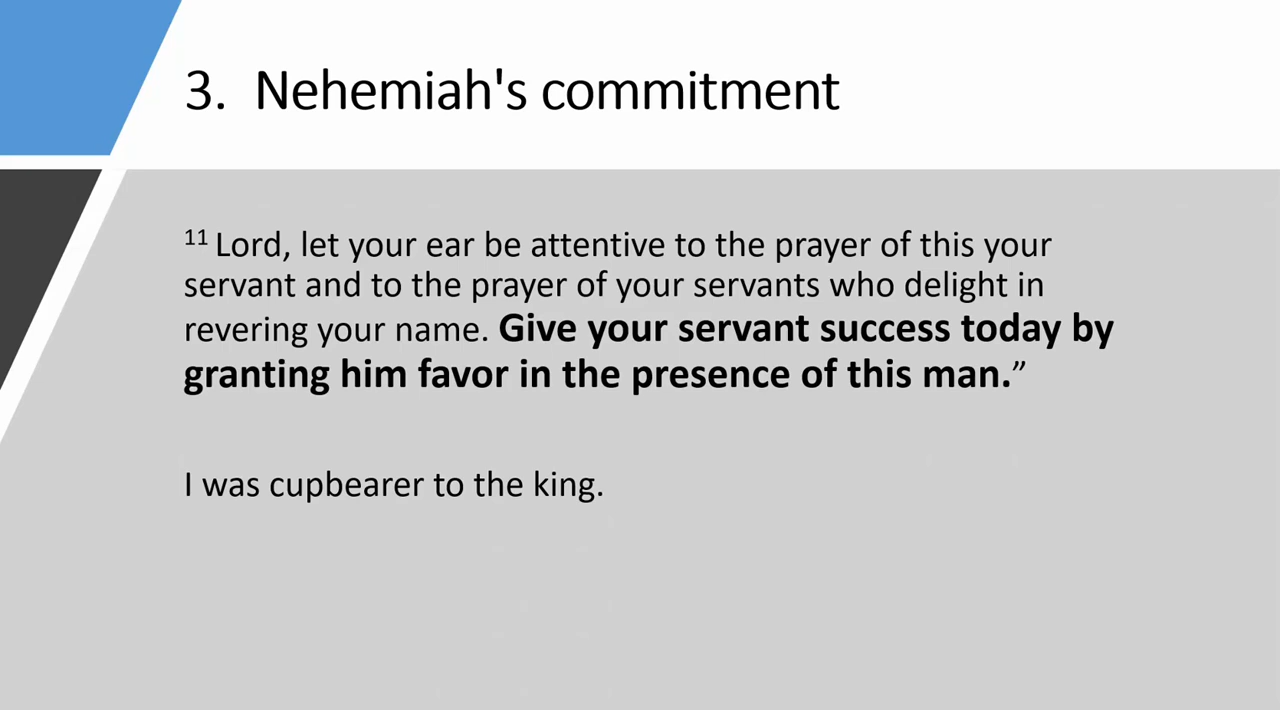 3. Nehemiah's commitment
11 Lord, let your ear be attentive to the prayer of this your
servant and to the prayer of your servants who delight in
revering your name. Give your servant success today by
granting him favor in the presence of this man.”
I was cupbearer to the king.